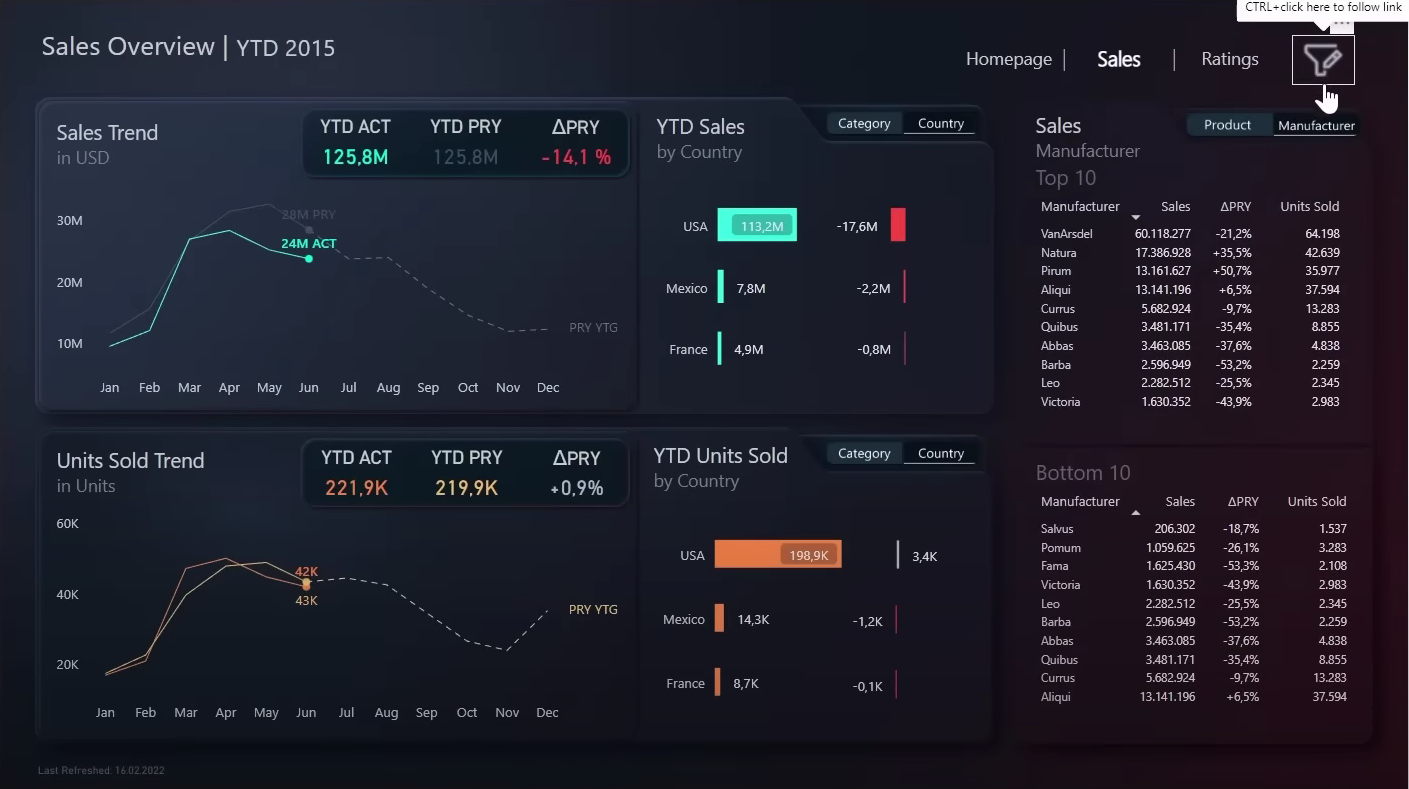 CTRL+click here to follow link
Sales Overview | YTD 2015
Homepage | Sales | Ratings
Sales Trend
in USD
YTD ACT YTD PRY ΔPRY
125,8M 125,8M -14,1 %
30M
20M
10M
28M PRY
24M ACT
PRY YTG
Jan Feb Mar Apr May Jun Jul Aug Sep Oct Nov Dec
YTD Sales
by Country
Category Country
USA 113,2M -17,6M
Mexico 7,8M -2,2M
France 4,9M -0,8M
Sales
Manufacturer
Top 10
Product Manufacturer
Manufacturer Sales ΔPRY Units Sold
VanArsdel 60.118.277 -21,2% 64.198
Natura 17.386.928 +35,5% 42.639
Pirum 13.161.627 +50,7% 35.977
Aliqui 13.141.196 +6,5% 37.594
Currus 5.682.924 -9,7% 13.283
Quibus 3.481.171 -35,4% 8.855
Abbas 3.463.085 -37,6% 4.838
Barba 2.596.949 -53,2% 2.259
Leo 2.282.512 -25,5% 2.345
Victoria 1.630.352 -43,9% 2.983
Units Sold Trend
in Units
YTD ACT YTD PRY ΔPRY
221,9K 219,9K +0,9%
60K
40K
20K
42K
43K
PRY YTG
Jan Feb Mar Apr May Jun Jul Aug Sep Oct Nov Dec
YTD Units Sold
by Country
Category Country
USA 198,9K 3,4K
Mexico 14,3K -1,2K
France 8,7K -0,1K
Bottom 10
Manufacturer Sales ΔPRY Units Sold
Salvus 206.302 -18,7% 1.537
Pomum 1.059.625 -26,1% 3.283
Fama 1.625.430 -53,3% 2.108
Victoria 1.630.352 -43,9% 2.983
Leo 2.282.512 -25,5% 2.345
Barba 2.596.949 -53,2% 2.259
Abbas 3.463.085 -37,6% 4.838
Quibus 3.481.171 -35,4% 8.855
Currus 5.682.924 -9,7% 13.283
Aliqui 13.141.196 +6,5% 37.594
Last Refreshed: 16.02.2022